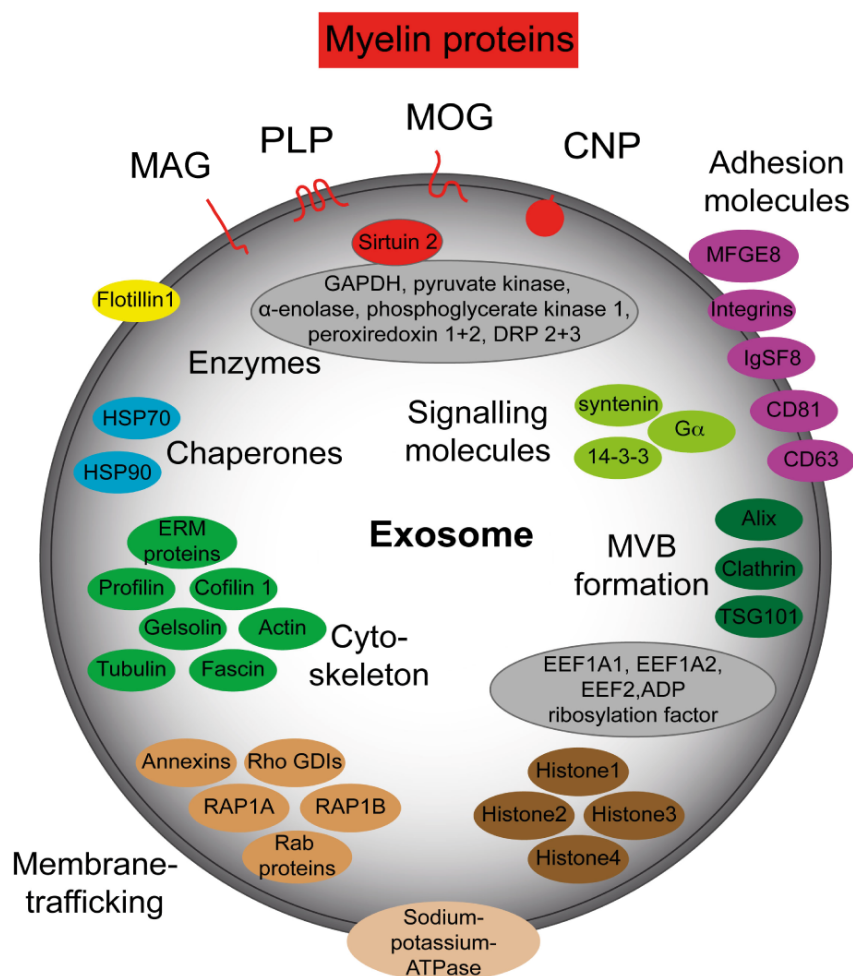 Myelin proteins
MAG
PLP
MOG
CNP
Adhesion
molecules
Sirtuin 2
MFGE8
GAPDH, pyruvate kinase,
α-enolase, phosphoglycerate kinase 1,
peroxiredoxin 1+2, DRP 2+3
Flotillin1
Integrins
Enzymes
IgSF8
HSP70
HSP90
Chaperones
Signalling
molecules
syntenin
Gα
14-3-3
CD81
CD63
Exosome
ERM
proteins
Profilin
Cofilin 1
Gelsolin
Actin
Tubulin
Fascin
Cyto-
skeleton
MVB
formation
Alix
Clathrin
TSG101
EEF1A1, EEF1A2,
EEF2,ADP
ribosylation factor
Annexins
Rho GDIs
RAP1A
RAP1B
Rab
proteins
Membrane-
trafficking
Histone1
Histone2
Histone3
Histone4
Sodium-
potassium-
ATPase